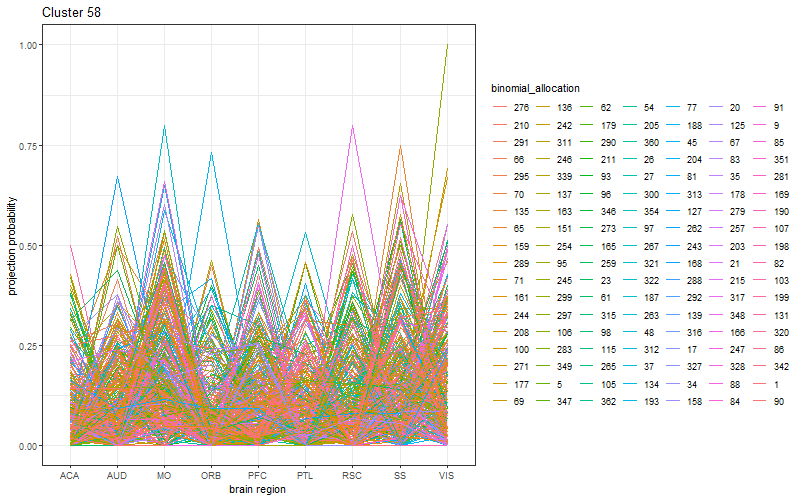 Cluster 58
1.00
0.75
0.50
0.25
0.00
projection probability
ACA AUD MO ORB PFC PTL RSC SS VIS
brain region
binomial_allocation
276 136 62 54 77 20 91
210 242 179 205 188 125 9
291 311 290 360 45 67 85
66 246 211 26 204 83 351
295 339 93 27 81 35 281
70 137 96 300 313 178 169
135 163 346 354 127 279 190
65 151 273 97 262 257 107
159 254 165 267 243 203 198
289 95 259 321 168 21 82
71 245 23 322 288 215 103
161 299 61 187 292 317 199
244 297 315 263 139 348 131
208 106 98 48 316 166 320
100 283 115 312 17 247 86
271 349 265 37 327 328 342
177 5 105 134 34 88 1
69 347 362 193 158 84 90